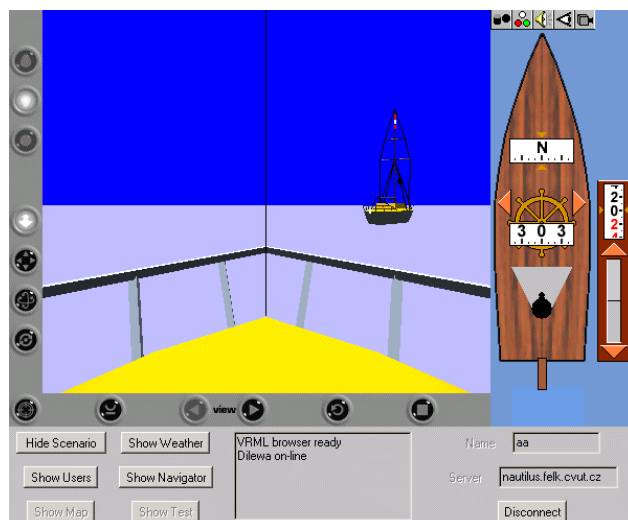 N
3 0 3
2
0
2
view
Hide Scenario
Show Weather
VRML browser ready
Dilewa on-line
Name
aa
Show Users
Show Navigator
Server
nautilus.felk.cvut.cz
Show Map
Show Test
Disconnect